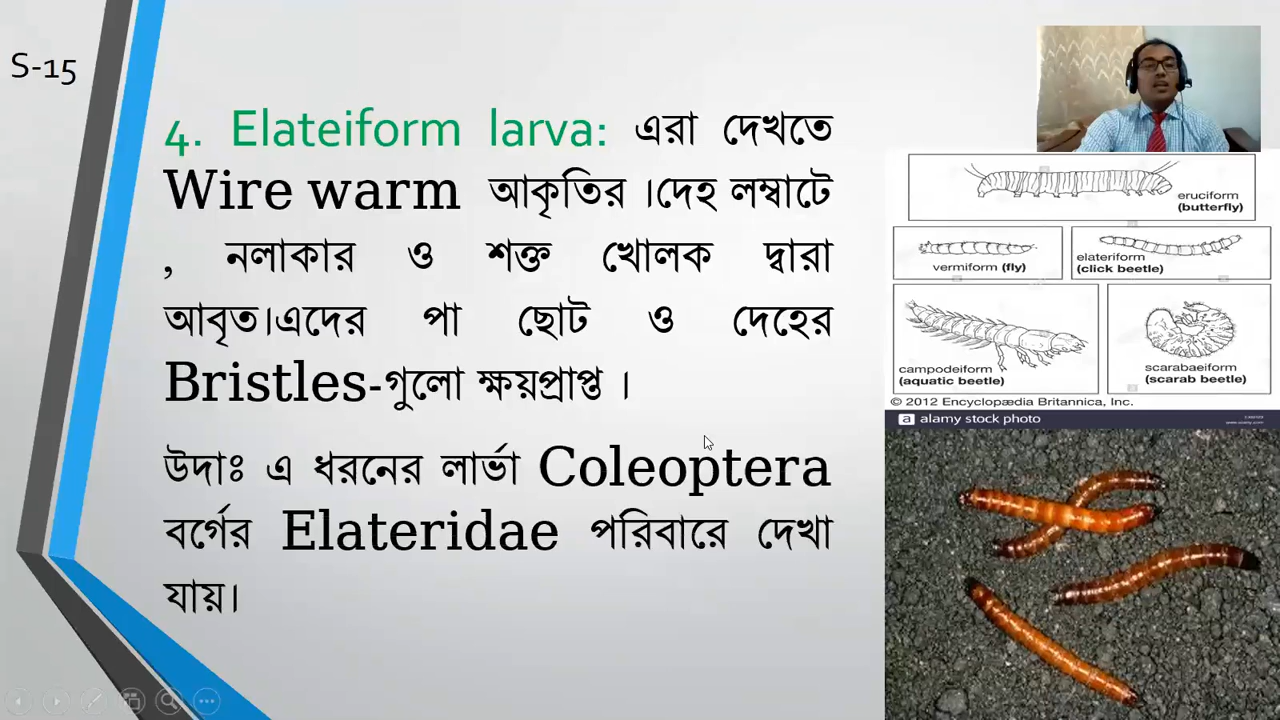 S-15
4. Elateiform larva: এরা দেখতে
Wire warm আকৃতির ।দেহ লম্বাটে
, নলাকার ও শক্ত খোলক দ্বারা
আবৃত।এদের পা ছোট ও দেহের
Bristles-গুলো ক্ষয়প্রাপ্ত ।
উদাঃ এ ধরনের লার্ভা Coleoptera
বর্গের Elateridae পরিবারে দেখা
যায়।
eruciform
(butterfly)
vermiform (fly)
elateriform
(click beetle)
campodeiform
(aquatic beetle)
scarabaeiform
(scarab beetle)
© 2012 Encyclopædia Britannica, Inc.
a alamy stock photo